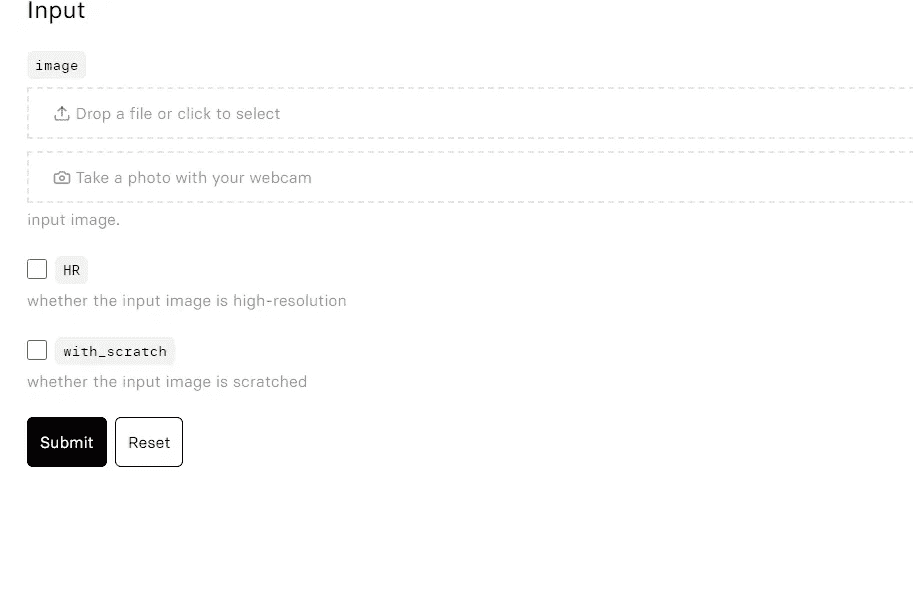 Input
image
Drop a file or click to select
Take a photo with your webcam
input image.
HR
whether the input image is high-resolution
with_scratch
whether the input image is scratched
Submit Reset